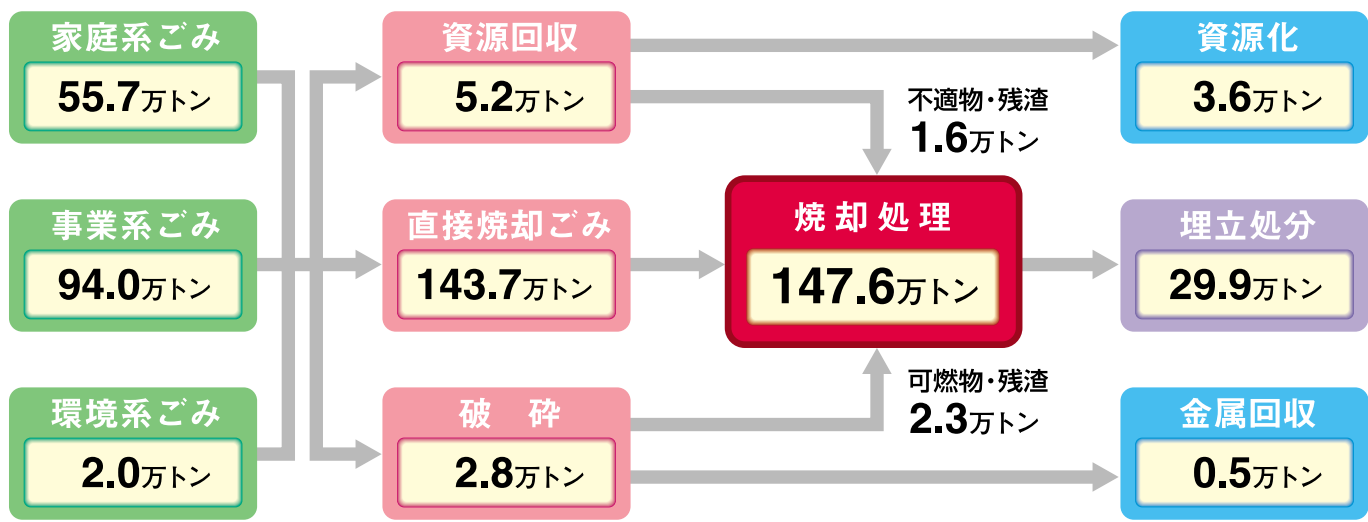 家庭系ごみ
55.7万トン
事業系ごみ
94.0万トン
環境系ごみ
2.0万トン
資源回収
5.2万トン
直接焼却ごみ
143.7万トン
破 砕
2.8万トン
不適物・残渣
1.6万トン
焼却処理
147.6万トン
可燃物・残渣
2.3万トン
資源化
3.6万トン
埋立処分
29.9万トン
金属回収
0.5万トン